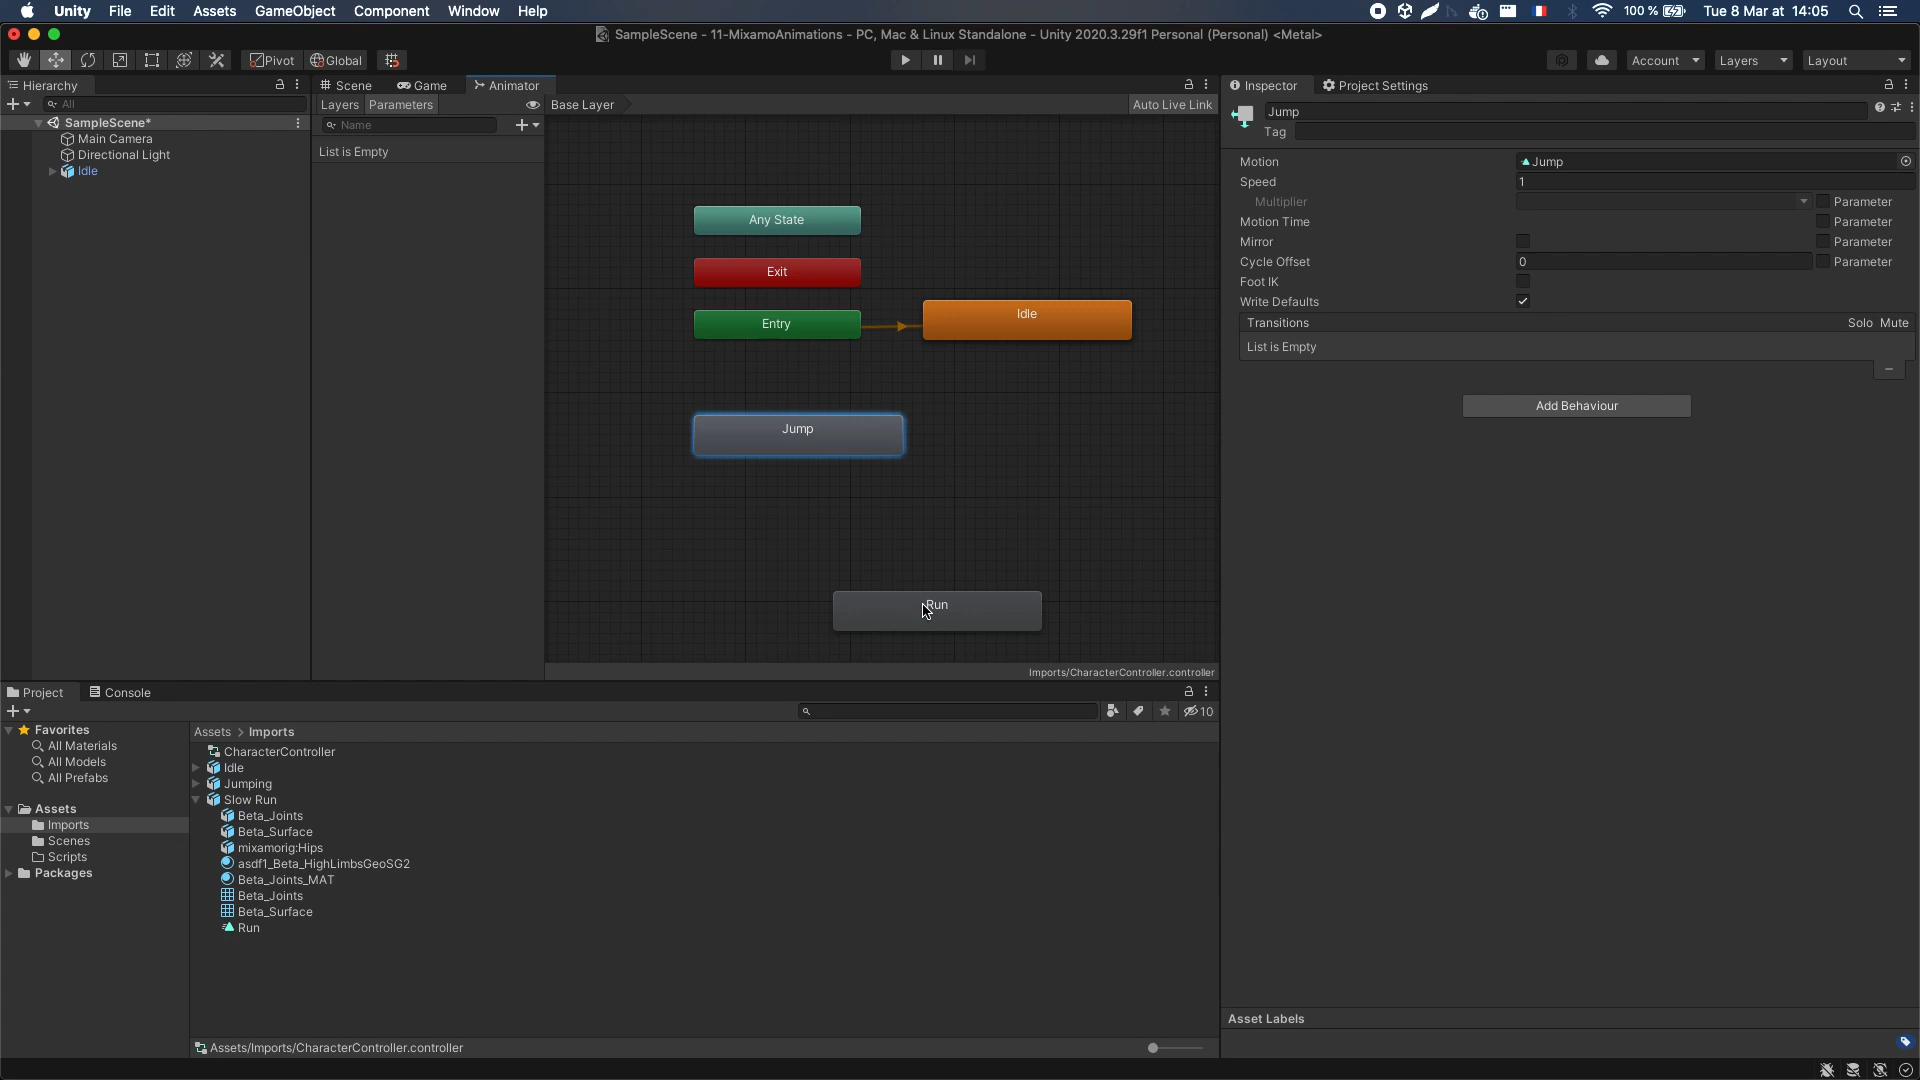 Unity File Edit Assets GameObject Component Window Help 100 % Tue 8 Mar at 14:05
SampleScene - 11-MixamoAnimations - PC, Mac & Linux Standalone - Unity 2020.3.29f1 Personal (Personal) <Metal>
Pivot Global Account Layers Layout
Hierarchy Scene Game Animator Inspector Project Settings
All Layers Parameters Base Layer Auto Live Link
Name
List is Empty
SampleScene*
Main Camera
Directional Light
Idle
Any State
Exit
Entry
Idle
Jump
Run
Imports/CharacterController.controller
Jump
Tag
Motion Jump
Speed 1
Multiplier Parameter
Motion Time Parameter
Mirror Parameter
Cycle Offset 0 Parameter
Foot IK
Write Defaults
Transitions Solo Mute
List is Empty
Add Behaviour
Asset Labels
Project Console
10
Favorites
All Materials
All Models
All Prefabs
Assets
Imports
Scenes
Scripts
Packages
Assets > Imports
CharacterController
Idle
Jumping
Slow Run
Beta_Joints
Beta_Surface
mixamorig:Hips
asdf1_Beta_HighLimbsGeoSG2
Beta_Joints_MAT
Beta_Joints
Beta_Surface
Run
Assets/Imports/CharacterController.controller